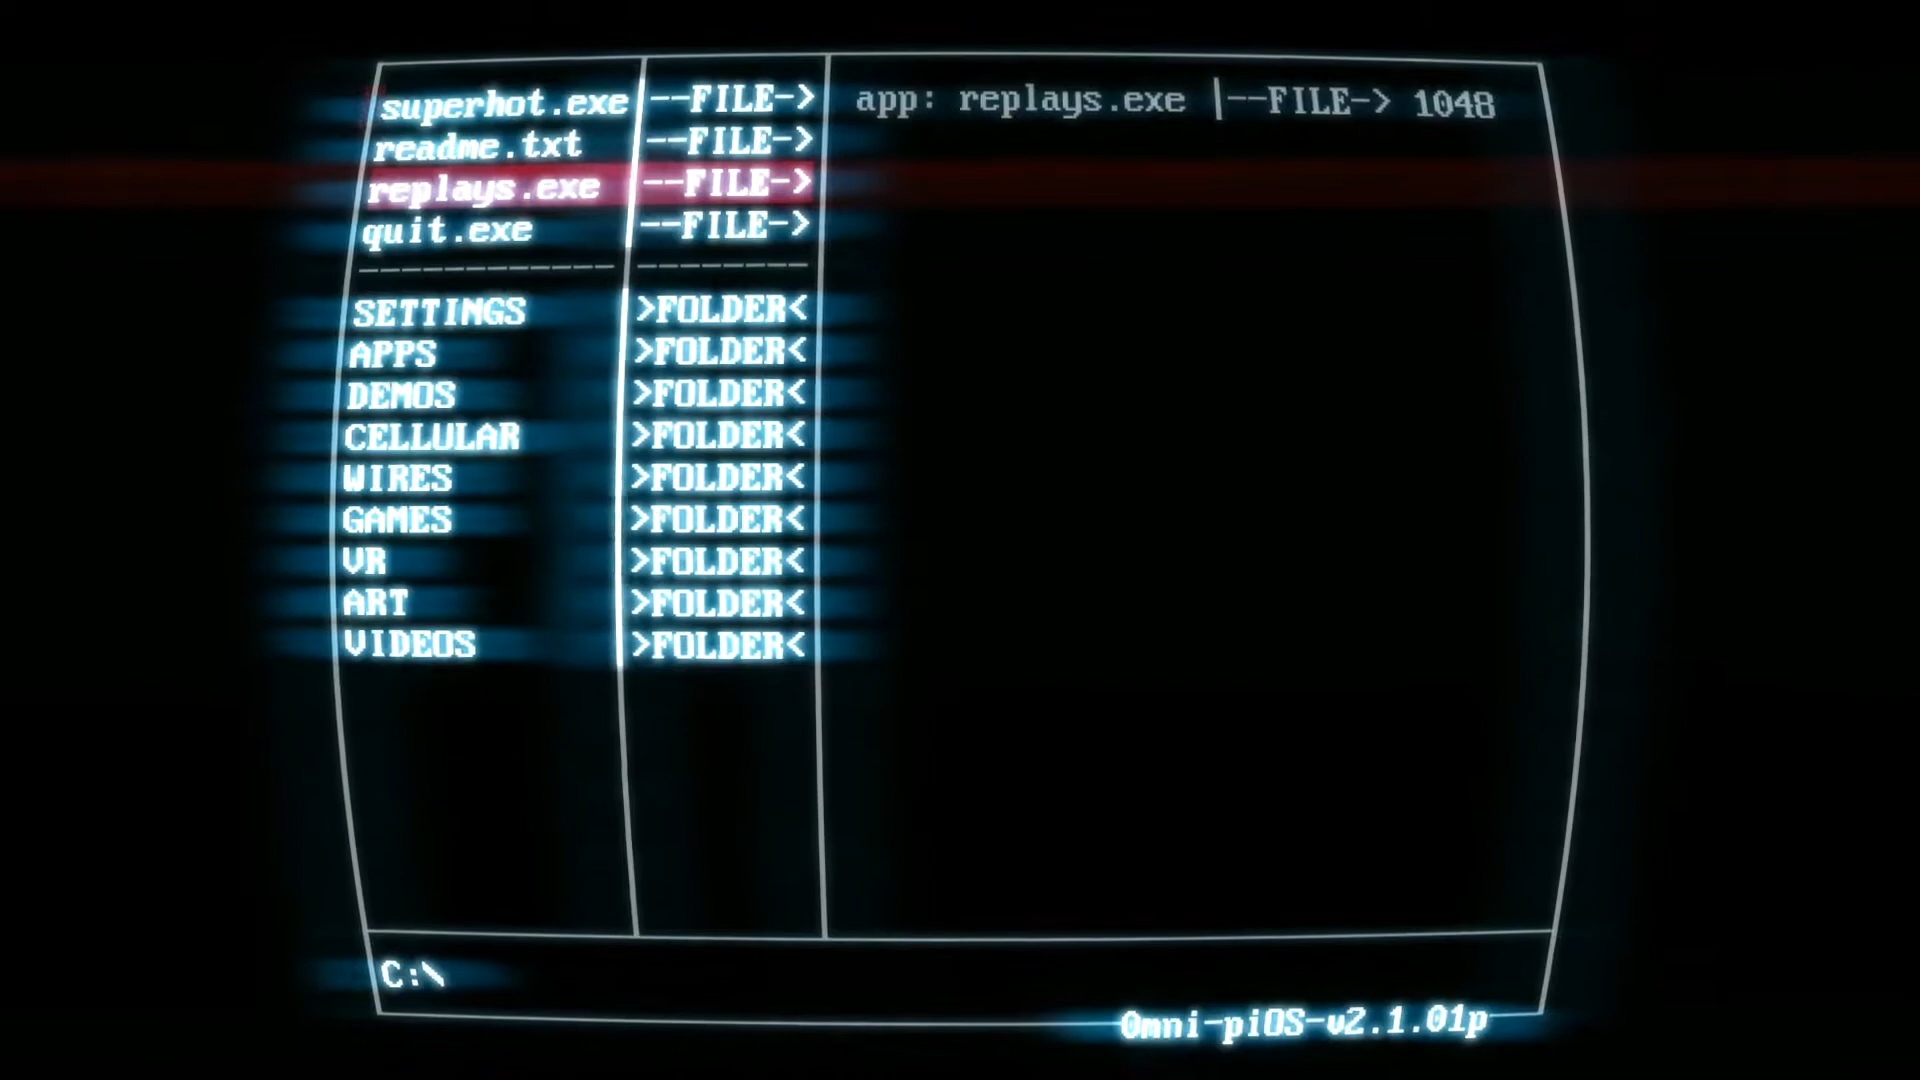 superhot.exe --FILE-> app: replays.exe |--FILE-> 1048
readme.txt --FILE->
replays.exe --FILE->
quit.exe --FILE->
SETTINGS >FOLDER<
APPS >FOLDER<
DEMOS >FOLDER<
CELLULAR >FOLDER<
WIRES >FOLDER<
GAMES >FOLDER<
VR >FOLDER<
ART >FOLDER<
VIDEOS >FOLDER<
C:\
Omni-piOS-v2.1.01p